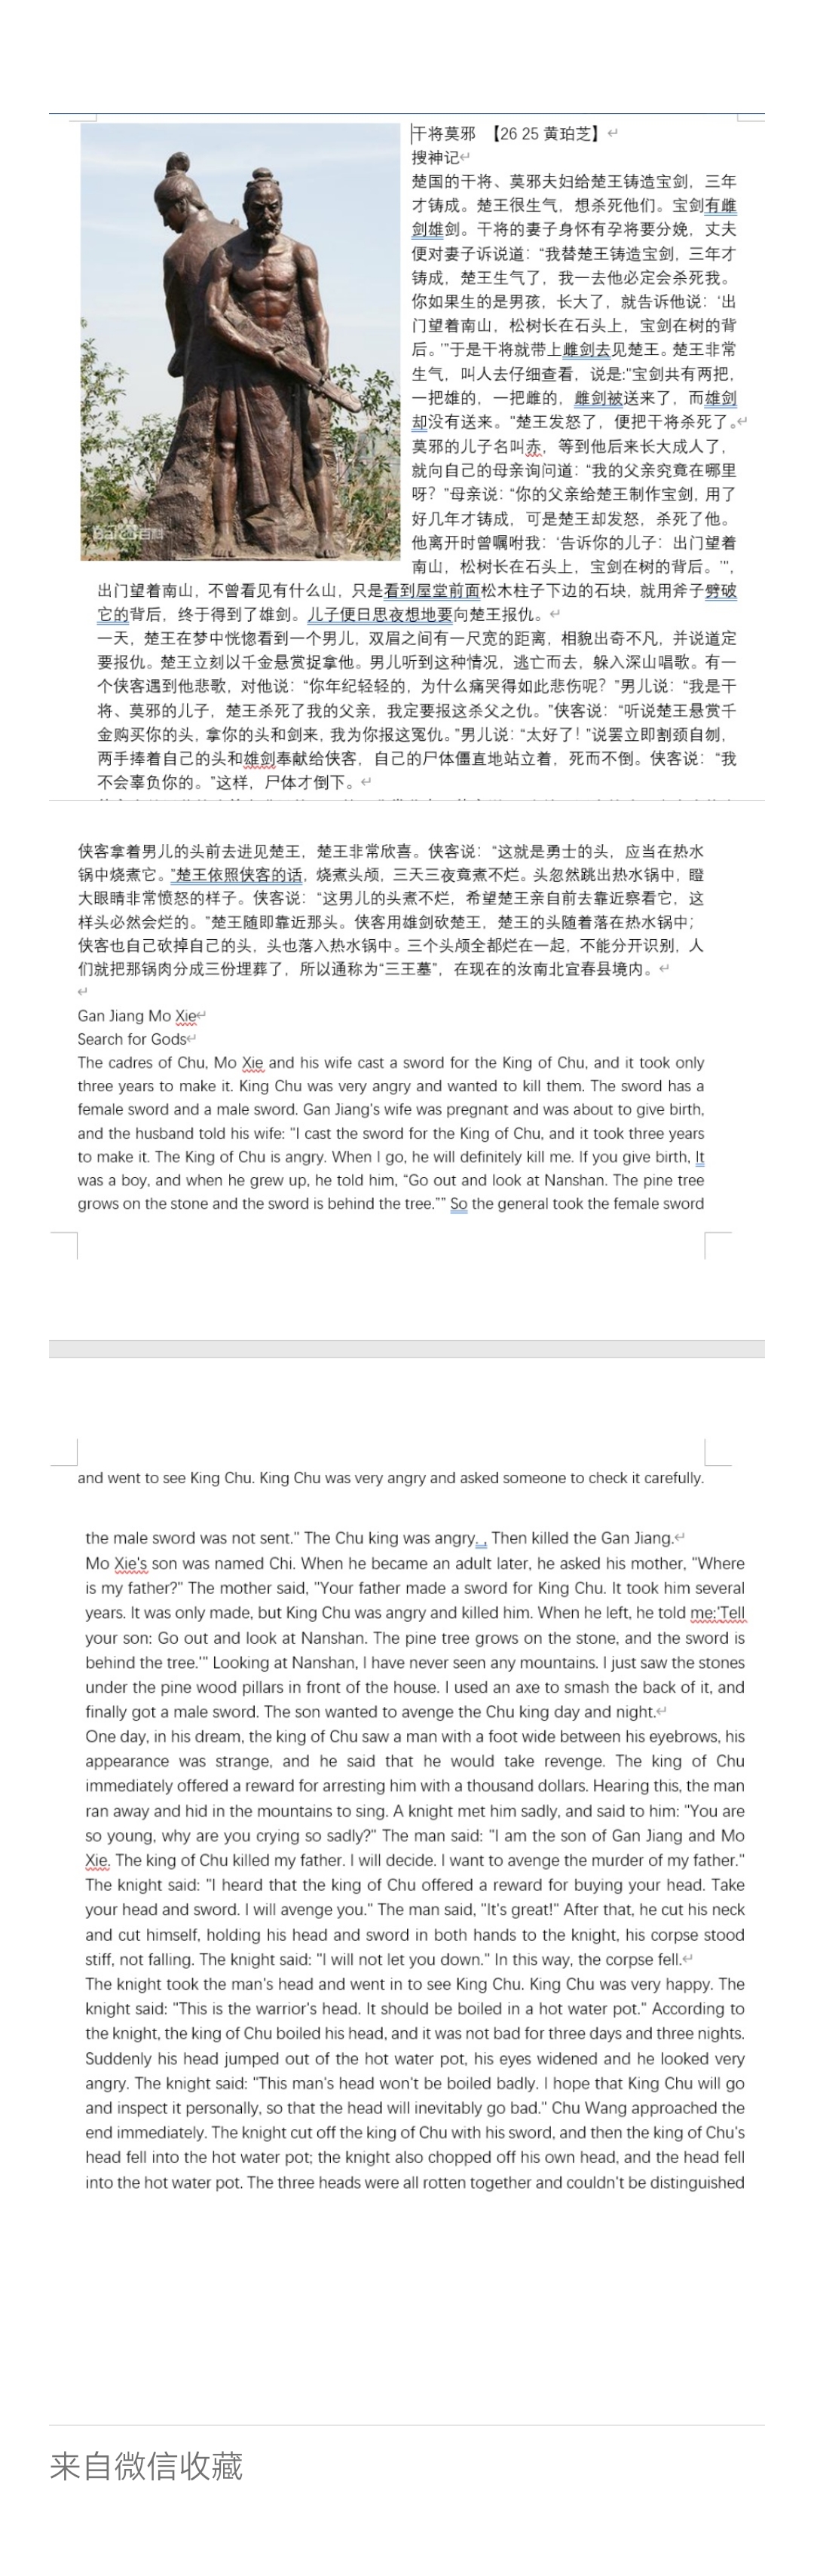 干将莫邪 【26 25 黄珀芝】
搜神记
楚国的干将、莫邪夫妇给楚王铸造宝剑，三年
才铸成。楚王很生气，想杀死他们。宝剑有雌
剑雄剑。干将的妻子身怀有孕将要分娩，丈夫
便对妻子诉说道：“我替楚王铸造宝剑，三年才
铸成，楚王生气了，我一去他必定会杀死我。
你如果生的是男孩，长大了，就告诉他说：‘出
门望着南山，松树长在石头上，宝剑在树的背
后。’”于是干将就带上雌剑去见楚王。楚王非常
生气，叫人去仔细查看，说是:"宝剑共有两把，
一把雄的，一把雌的，雌剑被送来了，而雄剑
却没有送来。"楚王发怒了，便把干将杀死了。
莫邪的儿子名叫赤，等到他后来长大成人了，
就向自己的母亲询问道：“我的父亲究竟在哪里
呀？”母亲说：“你的父亲给楚王制作宝剑，用了
好几年才铸成，可是楚王却发怒，杀死了他。
他离开时曾嘱咐我：‘告诉你的儿子：出门望着
南山，松树长在石头上，宝剑在树的背后。’”，
出门望着南山，不曾看见有什么山，只是看到屋堂前面松木柱子下边的石块，就用斧子劈破
它的背后，终于得到了雄剑。儿子便日思夜想地要向楚王报仇。
一天，楚王在梦中恍惚看到一个男儿，双眉之间有一尺宽的距离，相貌出奇不凡，并说道定
要报仇。楚王立刻以千金悬赏捉拿他。男儿听到这种情况，逃亡而去，躲入深山唱歌。有一
个侠客遇到他悲歌，对他说：“你年纪轻轻的，为什么痛哭得如此悲伤呢？”男儿说：“我是干
将、莫邪的儿子，楚王杀死了我的父亲，我定要报这杀父之仇。”侠客说：“听说楚王悬赏千
金购买你的头，拿你的头和剑来，我为你报这冤仇。”男儿说：“太好了！”说罢立即割颈自刎，
两手捧着自己的头和雄剑奉献给侠客，自己的尸体僵直地站立着，死而不倒。侠客说：“我
不会辜负你的。”这样，尸体才倒下。
侠客拿着男儿的头前去进见楚王，楚王非常欣喜。侠客说：“这就是勇士的头，应当在热水
锅中烧煮它。”楚王依照侠客的话，烧煮头颅，三天三夜竟煮不烂。头忽然跳出热水锅中，瞪
大眼睛非常愤怒的样子。侠客说：“这男儿的头煮不烂，希望楚王亲自前去靠近察看它，这
样头必然会烂的。”楚王随即靠近那头。侠客用雄剑砍楚王，楚王的头随着落在热水锅中；
侠客也自己砍掉自己的头，头也落入热水锅中。三个头颅全都烂在一起，不能分开识别，人
们就把那锅肉分成三份埋葬了，所以通称为“三王墓”，在现在的汝南北宜春县境内。
Gan Jiang Mo Xie
Search for Gods
The cadres of Chu, Mo Xie and his wife cast a sword for the King of Chu, and it took only
three years to make it. King Chu was very angry and wanted to kill them. The sword has a
female sword and a male sword. Gan Jiang's wife was pregnant and was about to give birth,
and the husband told his wife: "I cast the sword for the King of Chu, and it took three years
to make it. The King of Chu is angry. When I go, he will definitely kill me. If you give birth, It
was a boy, and when he grew up, he told him, “Go out and look at Nanshan. The pine tree
grows on the stone and the sword is behind the tree.”” So the general took the female sword
and went to see King Chu. King Chu was very angry and asked someone to check it carefully.
the male sword was not sent." The Chu king was angry. , Then killed the Gan Jiang.
Mo Xie's son was named Chi. When he became an adult later, he asked his mother, "Where
is my father?" The mother said, "Your father made a sword for King Chu. It took him several
years. It was only made, but King Chu was angry and killed him. When he left, he told me:'Tell
your son: Go out and look at Nanshan. The pine tree grows on the stone, and the sword is
behind the tree.'" Looking at Nanshan, I have never seen any mountains. I just saw the stones
under the pine wood pillars in front of the house. I used an axe to smash the back of it, and
finally got a male sword. The son wanted to avenge the Chu king day and night.
One day, in his dream, the king of Chu saw a man with a foot wide between his eyebrows, his
appearance was strange, and he said that he would take revenge. The king of Chu
immediately offered a reward for arresting him with a thousand dollars. Hearing this, the man
ran away and hid in the mountains to sing. A knight met him sadly, and said to him: "You are
so young, why are you crying so sadly?" The man said: "I am the son of Gan Jiang and Mo
Xie. The king of Chu killed my father. I will decide. I want to avenge the murder of my father."
The knight said: "I heard that the king of Chu offered a reward for buying your head. Take
your head and sword. I will avenge you." The man said, "It's great!" After that, he cut his neck
and cut himself, holding his head and sword in both hands to the knight, his corpse stood
stiff, not falling. The knight said: "I will not let you down." In this way, the corpse fell.
The knight took the man's head and went in to see King Chu. King Chu was very happy. The
knight said: "This is the warrior's head. It should be boiled in a hot water pot." According to
the knight, the king of Chu boiled his head, and it was not bad for three days and three nights.
Suddenly his head jumped out of the hot water pot, his eyes widened and he looked very
angry. The knight said: "This man's head won't be boiled badly. I hope that King Chu will go
and inspect it personally, so that the head will inevitably go bad." Chu Wang approached the
end immediately. The knight cut off the king of Chu with his sword, and then the king of Chu's
head fell into the hot water pot; the knight also chopped off his own head, and the head fell
into the hot water pot. The three heads were all rotten together and couldn't be distinguished
来自微信收藏